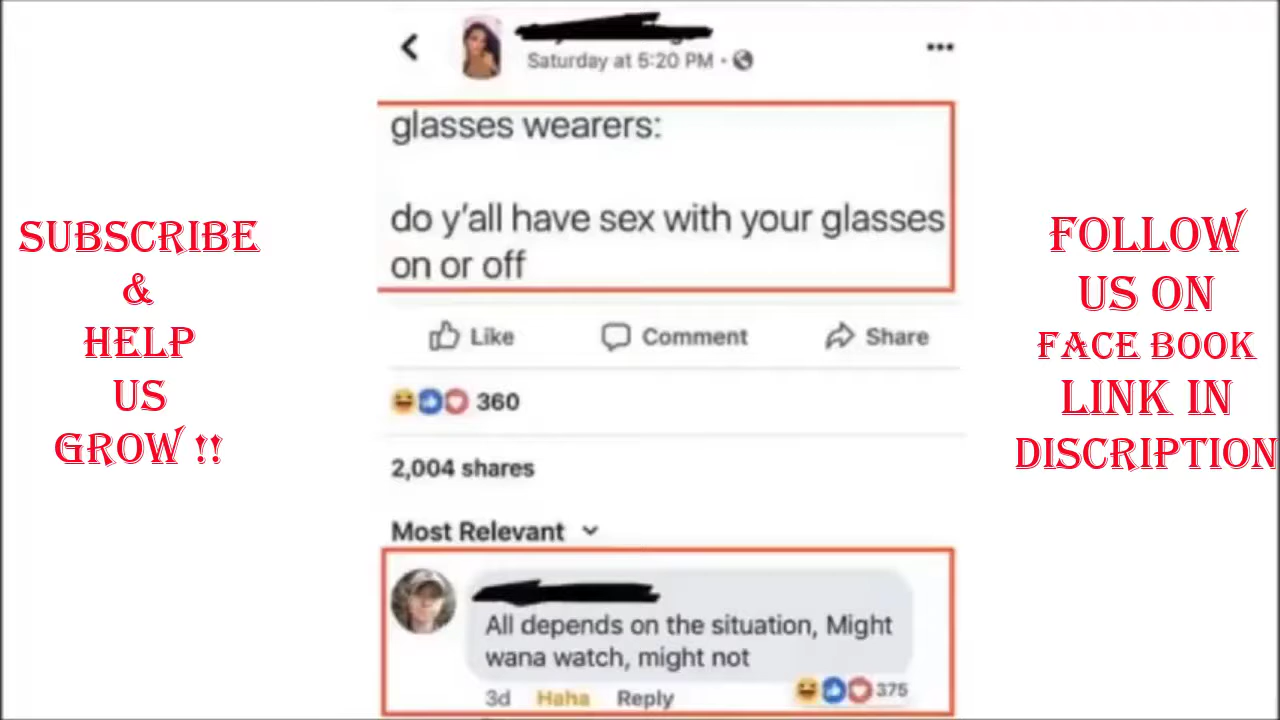 Saturday at 5:20 PM
glasses wearers:
do y'all have sex with your glasses
on or off
Like Comment Share
360
2,004 shares
Most Relevant
All depends on the situation, Might
wana watch, might not
3d Haha Reply 375
SUBSCRIBE
&
HELP
US
GROW !!
FOLLOW
US ON
FACE BOOK
LINK IN
DISCRIPTION